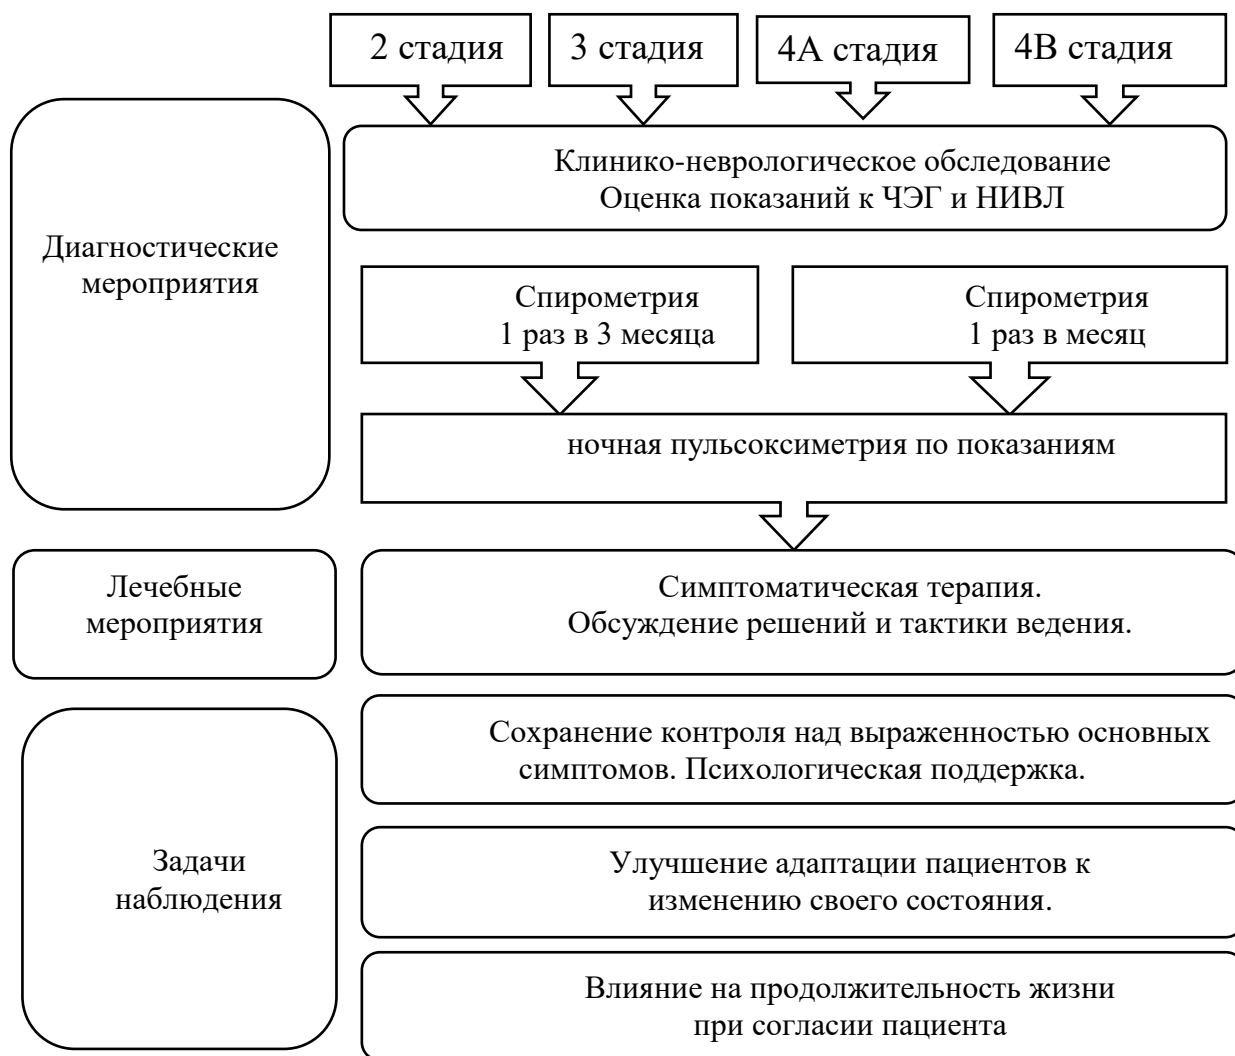 2 стадия
3 стадия
4А стадия
4В стадия
Диагностические
мероприятия
Клинико-неврологическое обследование
Оценка показаний к ЧЭГ и НИВЛ
Спирометрия
1 раз в 3 месяца
Спирометрия
1 раз в месяц
ночная пульсоксиметрия по показаниям
Лечебные
мероприятия
Симптоматическая терапия.
Обсуждение решений и тактики ведения.
Задачи
наблюдения
Сохранение контроля над выраженностью основных
симптомов. Психологическая поддержка.
Улучшение адаптации пациентов к
изменению своего состояния.
Влияние на продолжительность жизни
при согласии пациента